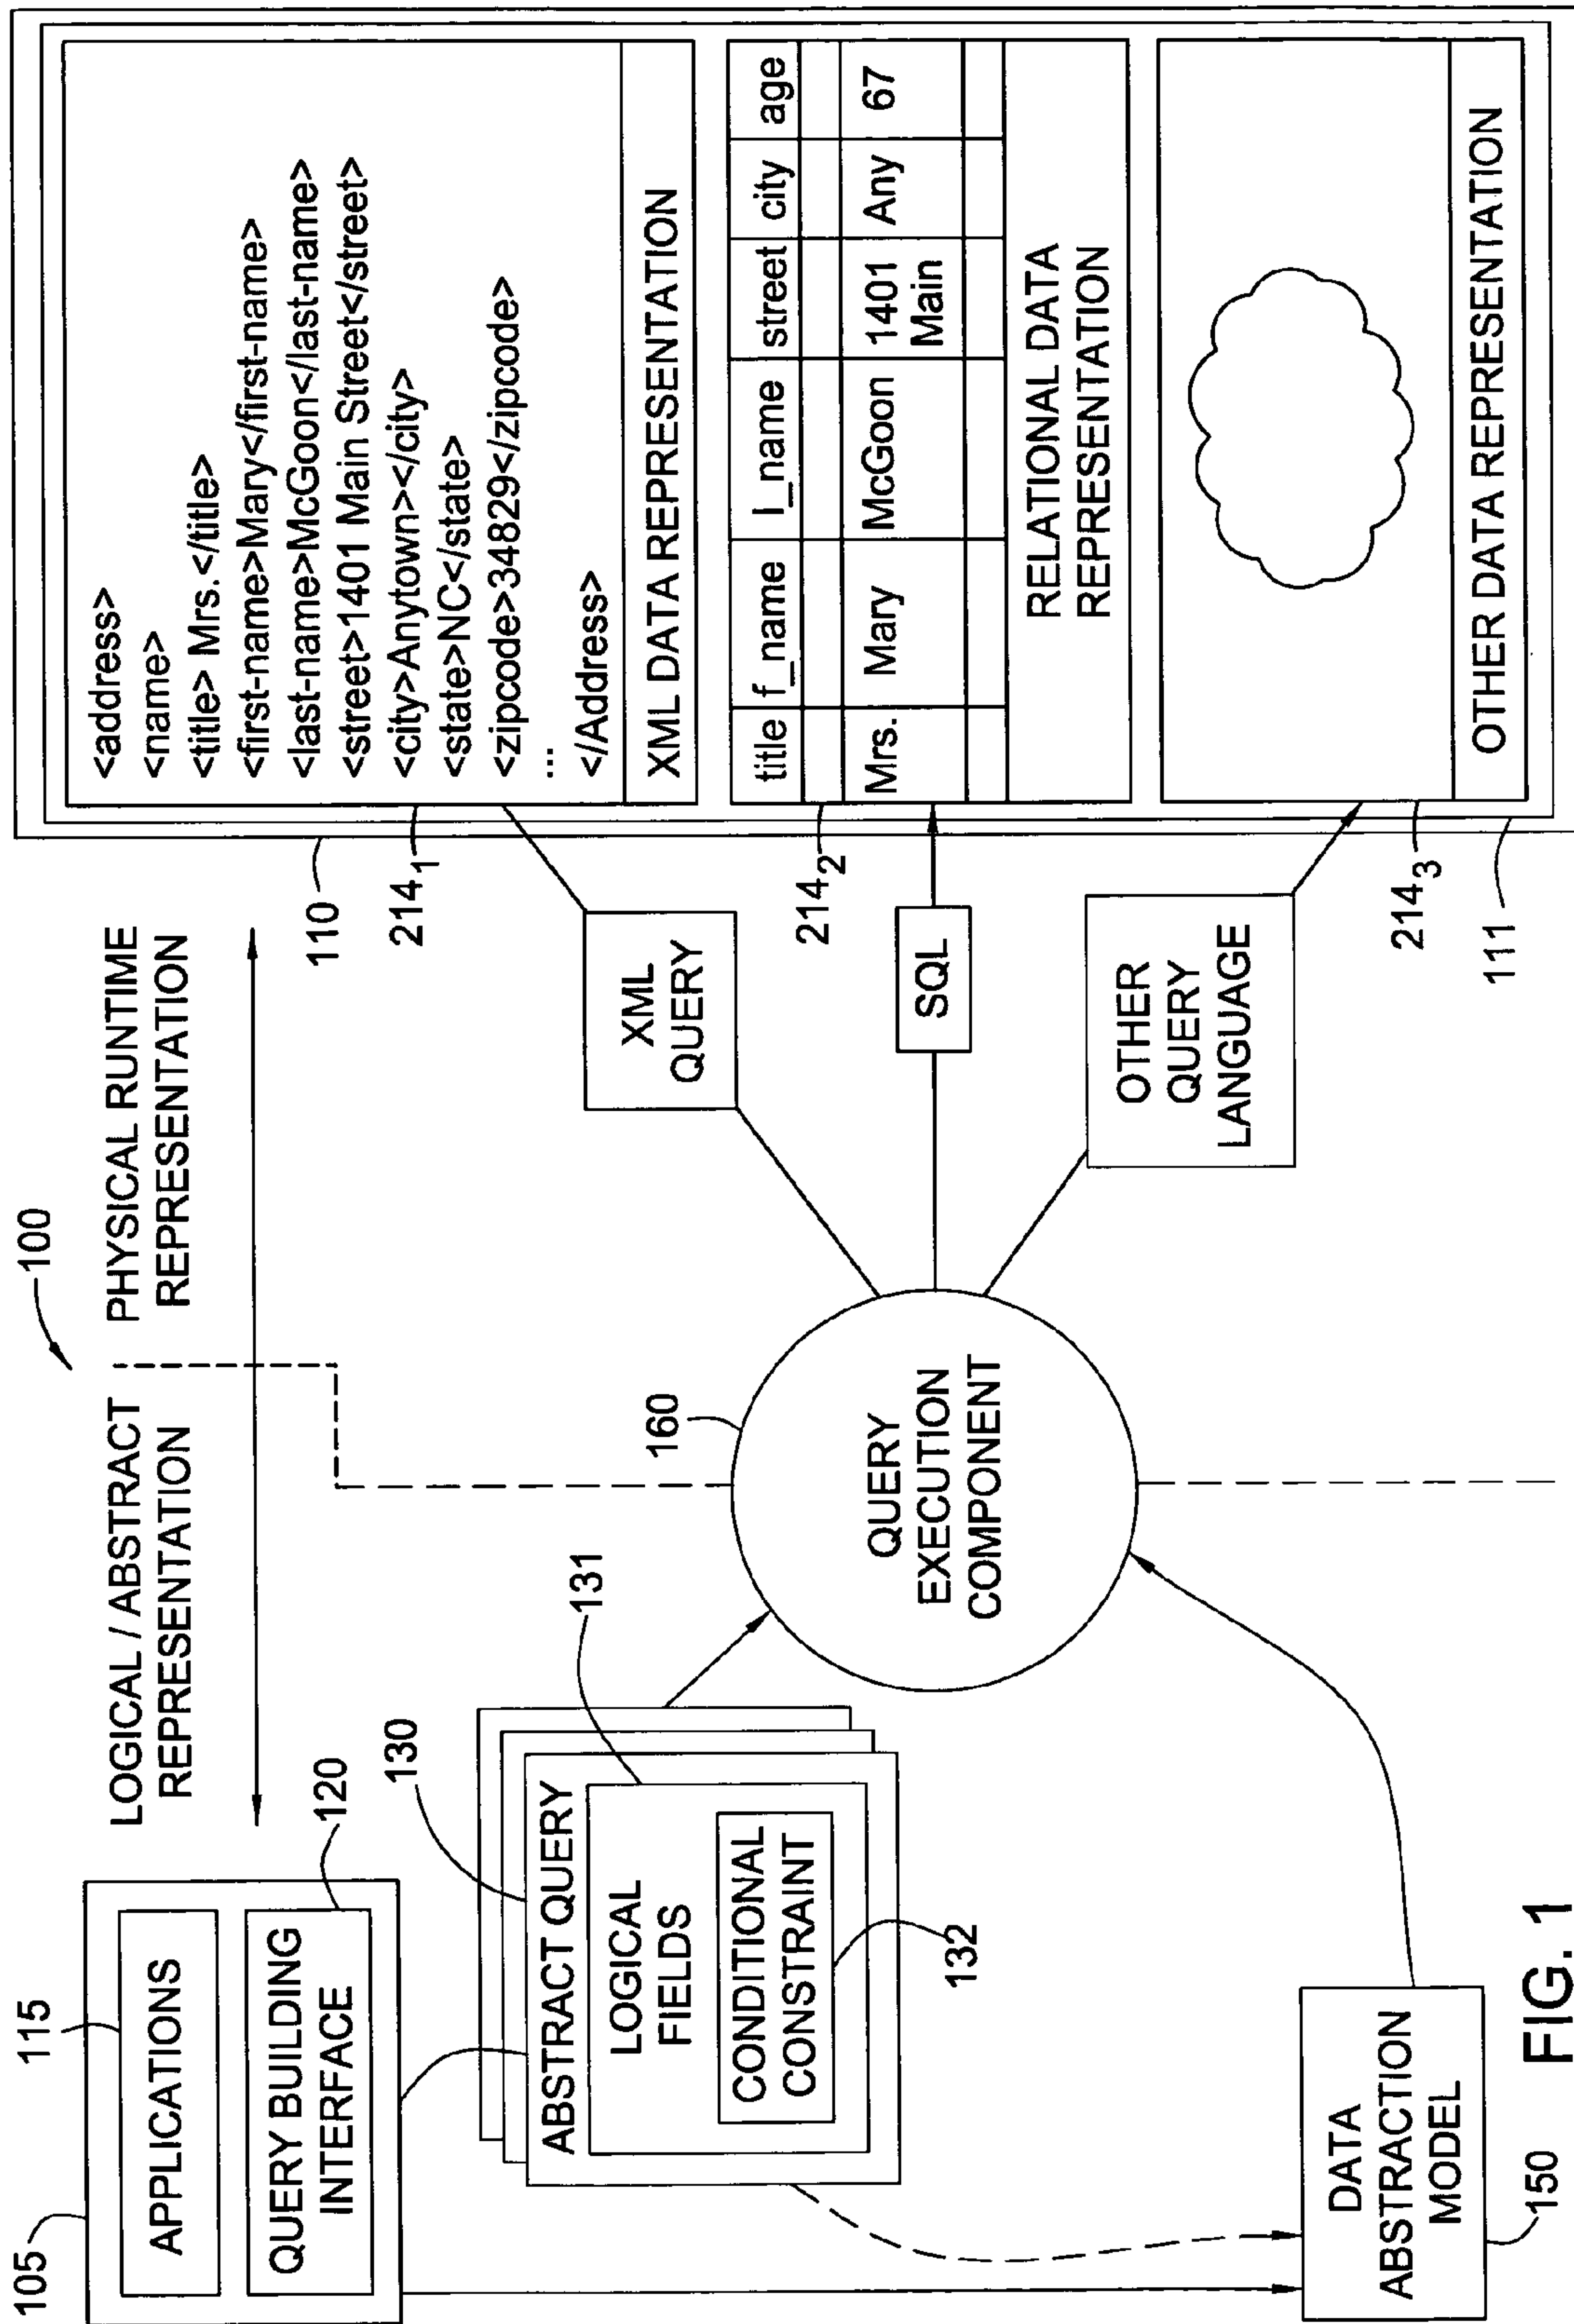 100
LOGICAL / ABSTRACT
REPRESENTATION
PHYSICAL RUNTIME
REPRESENTATION
105
115
APPLICATIONS
QUERY BUILDING
INTERFACE
120
130
ABSTRACT QUERY
131
LOGICAL
FIELDS
CONDITIONAL
CONSTRAINT
132
DATA
ABSTRACTION
MODEL
150
160
QUERY
EXECUTION
COMPONENT
XML
QUERY
SQL
OTHER
QUERY
LANGUAGE
110
214₁
<address>
<name>
<title> Mrs.</title>
<first-name>Mary</first-name>
<last-name>McGoon</last-name>
<street>1401 Main Street</street>
<city>Anytown></city>
<state>NC</state>
<zipcode>34829</zipcode>
...
</Address>
XML DATA REPRESENTATION
214₂
title f_name l_name street city age
Mrs. Mary McGoon 1401 Main Any 67
RELATIONAL DATA
REPRESENTATION
214₃
OTHER DATA REPRESENTATION
111
FIG. 1